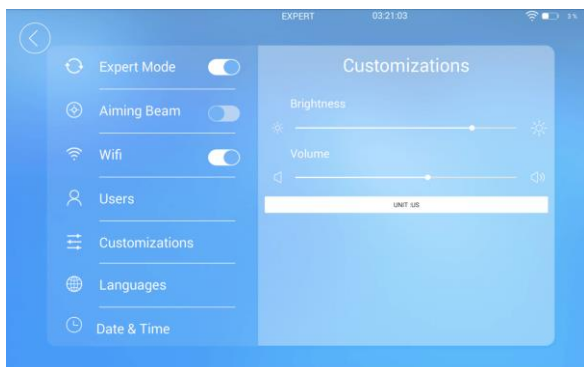 EXPERT 03:21:03
Expert Mode
Aiming Beam
Wifi
Users
Customizations
Languages
Date & Time
Customizations
Brightness
Volume
UNIT :US